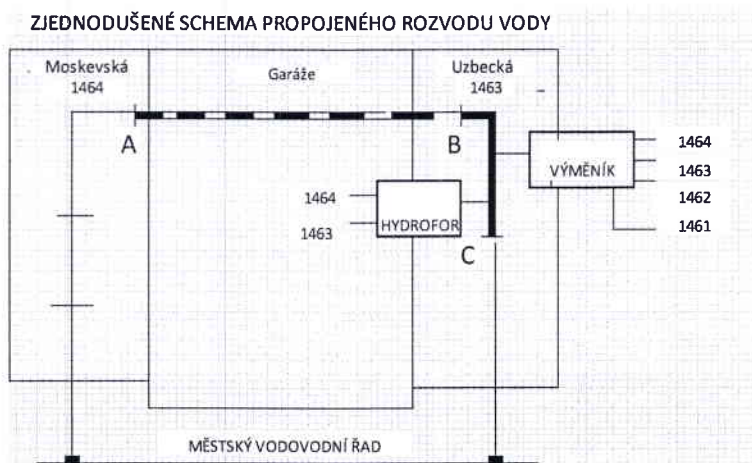 ZJEDNODUŠENÉ SCHEMA PROPOJENÉHO ROZVODU VODY
Moskevská
1464
Garáže
Uzbecká
1463
A
B
VÝMĚNÍK
1464
1463
1462
1461
1464
1463
HYDROFOR
C
MĚSTSKÝ VODOVODNÍ ŘAD